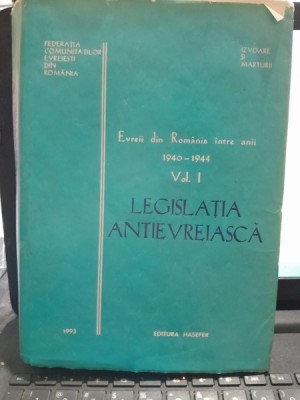 FEDERAȚIA
COMUNITĂȚILOR
EVREIEȘTI
DIN
ROMÂNIA
IZVOARE
ȘI
MĂRTURII
Evreii din România între anii
1940-1944
Vol. I
LEGISLAȚIA
ANTIEVREIASCĂ
1993
EDITURA HASEFER